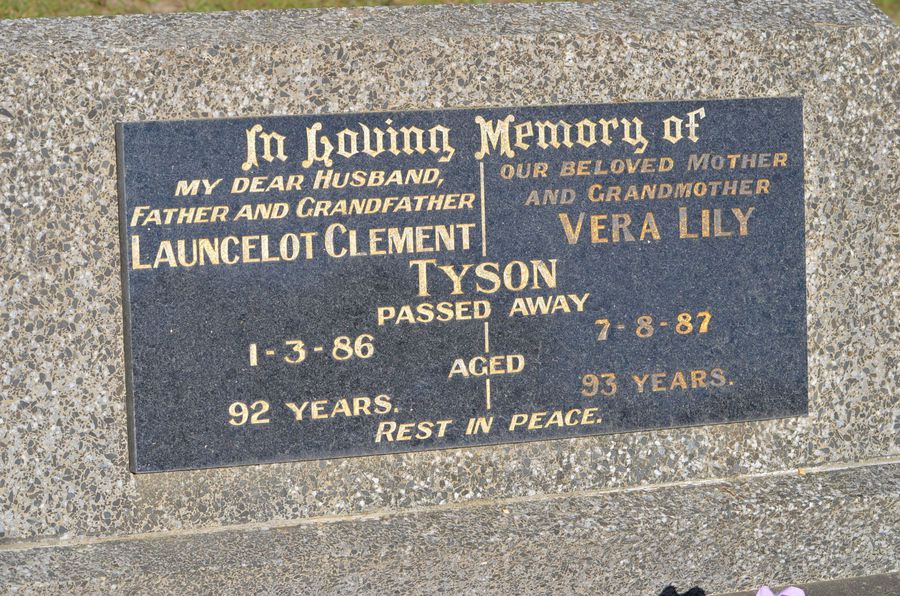 In Loving Memory of
MY DEAR HUSBAND,
FATHER AND GRANDFATHER
LAUNCELOT CLEMENT
OUR BELOVED MOTHER
AND GRANDMOTHER
VERA LILY
TYSON
PASSED AWAY
1-3-86
7-8-87
AGED
92 YEARS.
93 YEARS.
REST IN PEACE.